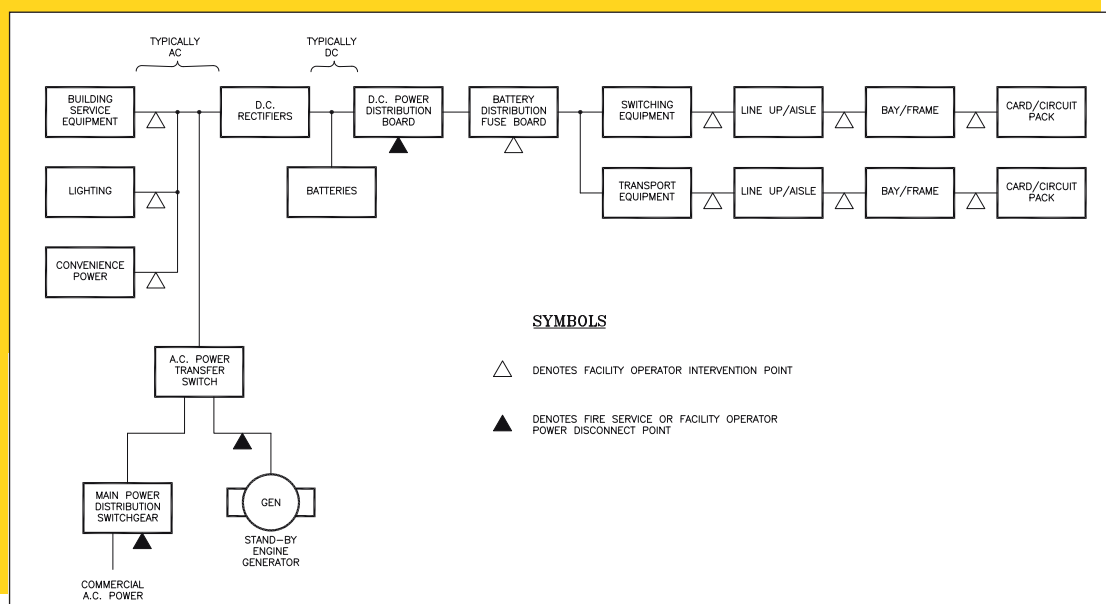 TYPICALLY
AC
TYPICALLY
DC
BUILDING
SERVICE
EQUIPMENT
D.C.
RECTIFIERS
D.C. POWER
DISTRIBUTION
BOARD
BATTERY
DISTRIBUTION
FUSE BOARD
SWITCHING
EQUIPMENT
LINE UP/AISLE
BAY/FRAME
CARD/CIRCUIT
PACK
LIGHTING
BATTERIES
TRANSPORT
EQUIPMENT
LINE UP/AISLE
BAY/FRAME
CARD/CIRCUIT
PACK
CONVENIENCE
POWER
SYMBOLS
A.C. POWER
TRANSFER
SWITCH
DENOTES FACILITY OPERATOR INTERVENTION POINT
DENOTES FIRE SERVICE OR FACILITY OPERATOR
POWER DISCONNECT POINT
MAIN POWER
DISTRIBUTION
SWITCHGEAR
GEN
STAND-BY
ENGINE
GENERATOR
COMMERCIAL
A.C. POWER